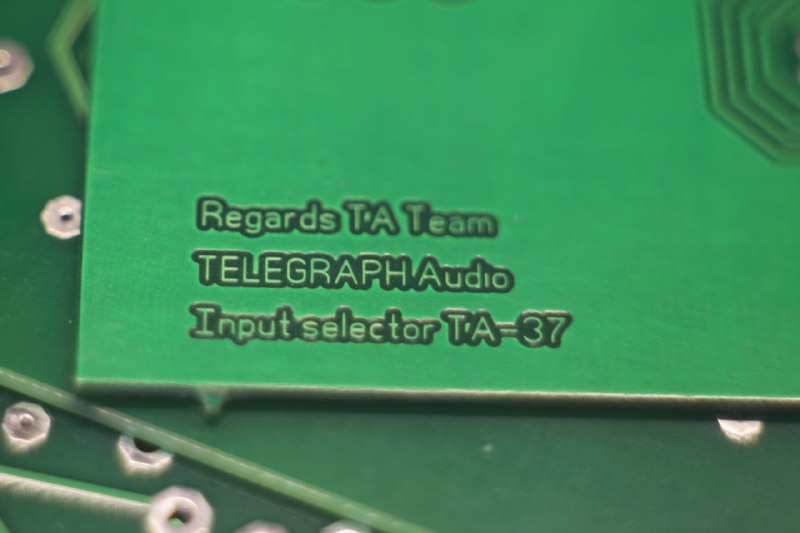 Regards TA Team
TELEGRAPH Audio
Input selector TA-37